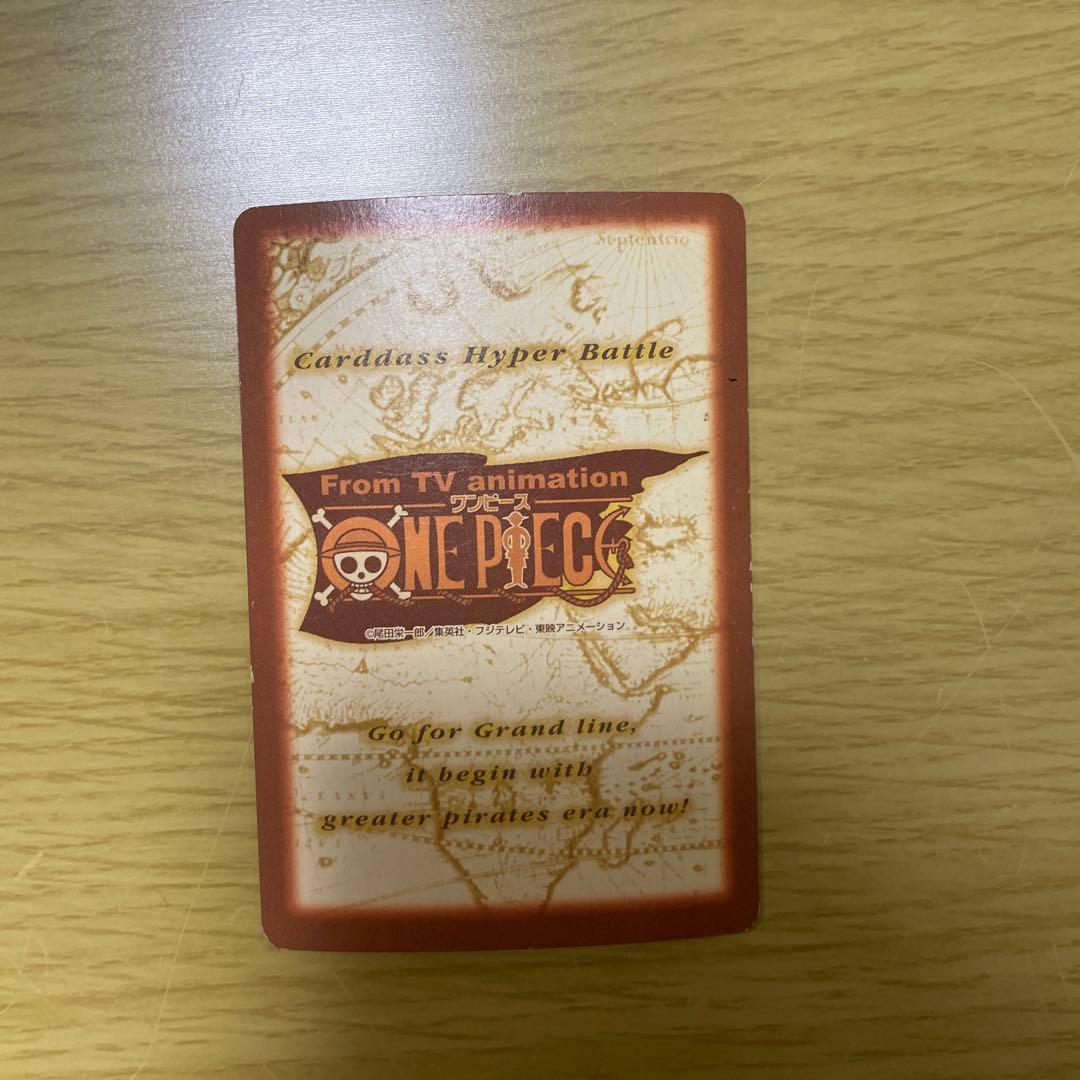 Septentrio
Carddass Hyper Battle
From TV animation
ワンピース
ONE PIECE
©尾田栄一郎／集英社・フジテレビ・東映アニメーション
Go for Grand line,
it begin with
greater pirates era now!